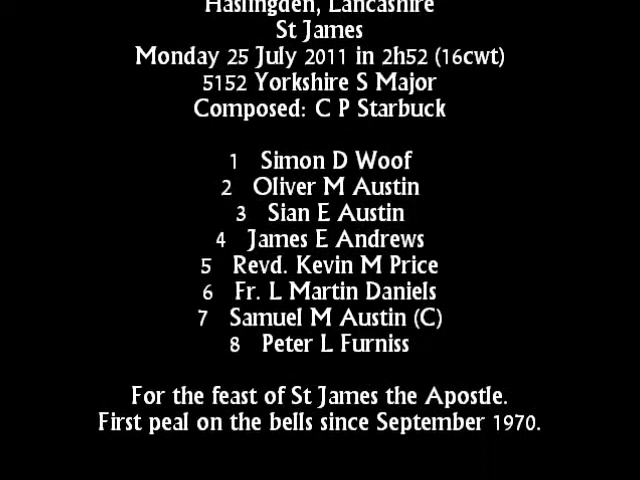 Haslingden, Lancashire
St James
Monday 25 July 2011 in 2h52 (16cwt)
5152 Yorkshire S Major
Composed: C P Starbuck
1 Simon D Woof
2 Oliver M Austin
3 Sian E Austin
4 James E Andrews
5 Revd. Kevin M Price
6 Fr. L Martin Daniels
7 Samuel M Austin (C)
8 Peter L Furniss
For the feast of St James the Apostle.
First peal on the bells since September 1970.